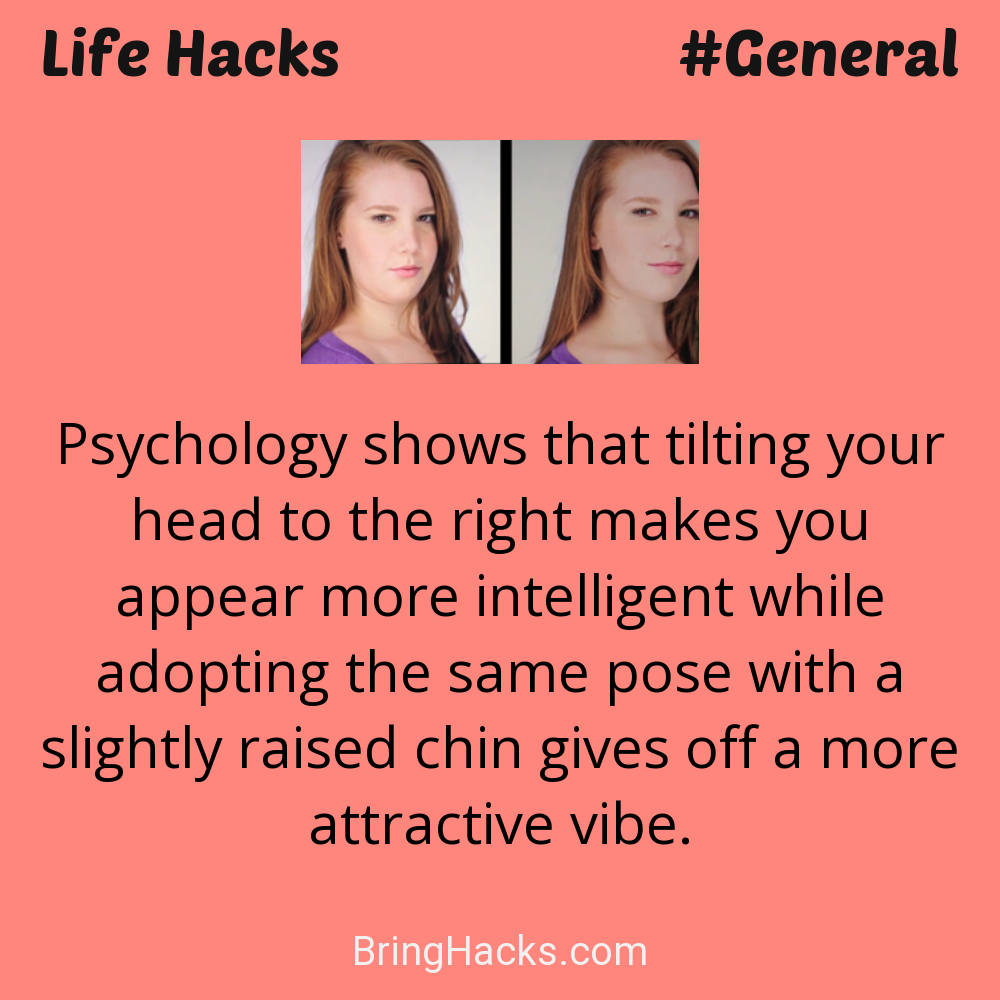 Life Hacks
#General
Psychology shows that tilting your
head to the right makes you
appear more intelligent while
adopting the same pose with a
slightly raised chin gives off a more
attractive vibe.
BringHacks.com